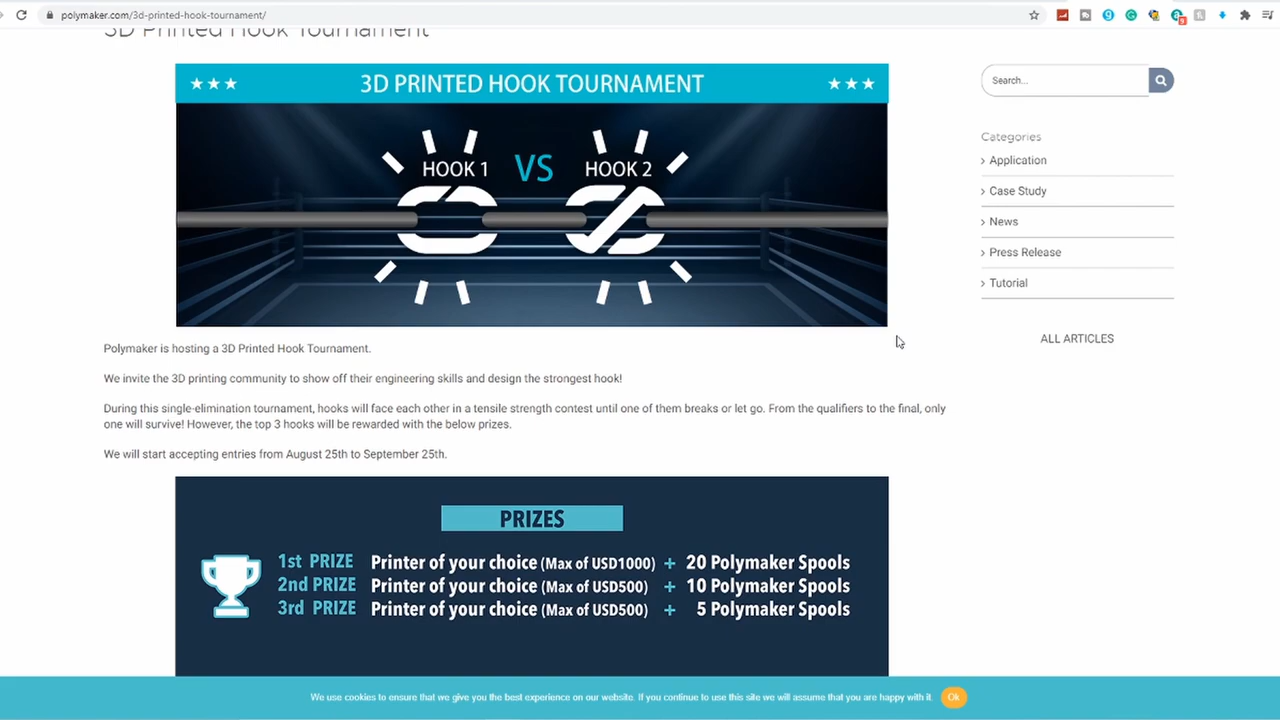 polymaker.com/3d-printed-hook-tournament/
3D Printed Hook Tournament
3D PRINTED HOOK TOURNAMENT
HOOK 1 VS HOOK 2
Search...
Categories
Application
Case Study
News
Press Release
Tutorial
ALL ARTICLES
Polymaker is hosting a 3D Printed Hook Tournament.
We invite the 3D printing community to show off their engineering skills and design the strongest hook!
During this single-elimination tournament, hooks will face each other in a tensile strength contest until one of them breaks or let go. From the qualifiers to the final, only
one will survive! However, the top 3 hooks will be rewarded with the below prizes.
We will start accepting entries from August 25th to September 25th.
PRIZES
1st PRIZE Printer of your choice (Max of USD1000) + 20 Polymaker Spools
2nd PRIZE Printer of your choice (Max of USD500) + 10 Polymaker Spools
3rd PRIZE Printer of your choice (Max of USD500) + 5 Polymaker Spools
We use cookies to ensure that we give you the best experience on our website. If you continue to use this site we will assume that you are happy with it.
Ok